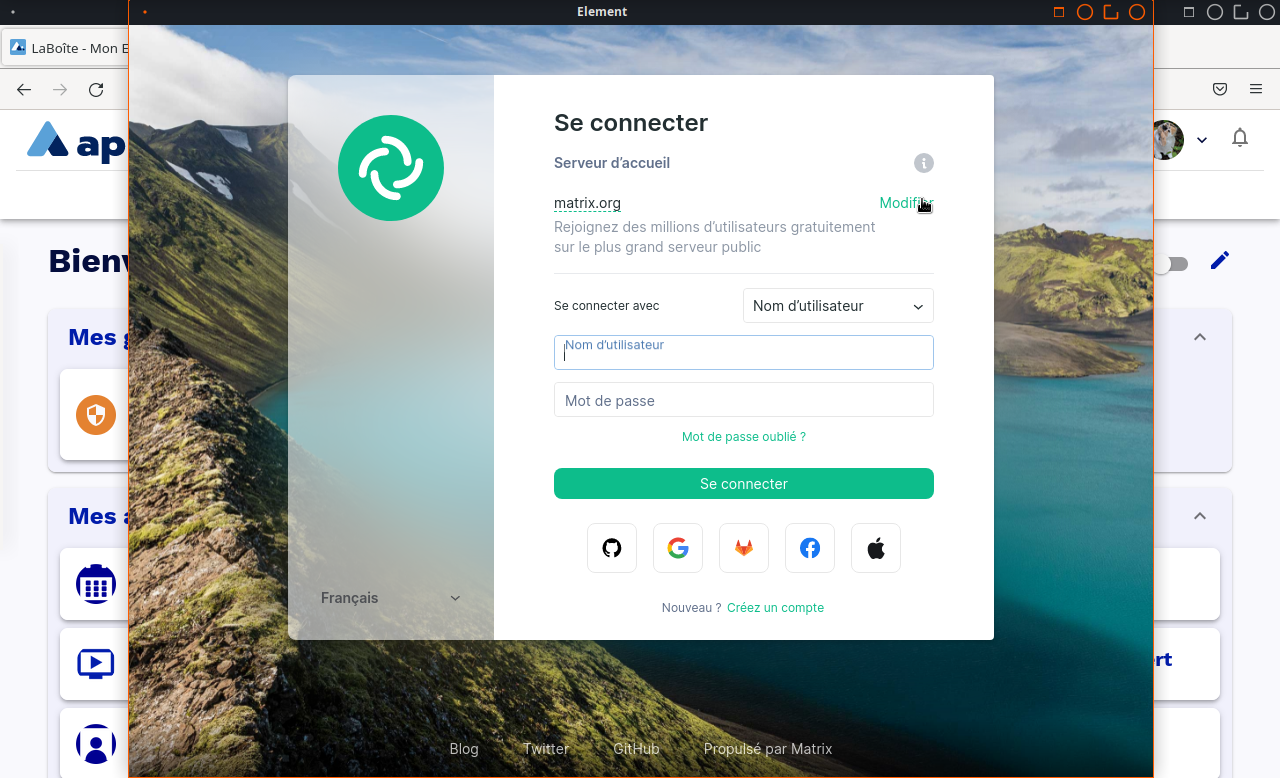 Element
LaBoîte - Mon E
ap
Bienv
Mes g
Mes a
ert
Se connecter
Serveur d’accueil
matrix.org
Modifier
Rejoignez des millions d’utilisateurs gratuitement
sur le plus grand serveur public
Se connecter avec
Nom d’utilisateur
Nom d’utilisateur
Mot de passe
Mot de passe oublié ?
Se connecter
Français
Nouveau ? Créez un compte
Blog Twitter GitHub Propulsé par Matrix